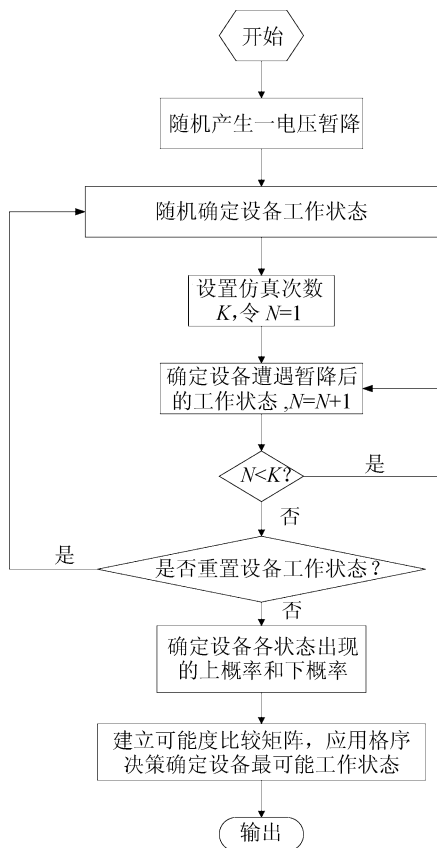 开始
随机产生一电压暂降
随机确定设备工作状态
设置仿真次数
K,令 N=1
确定设备遭遇暂降后
的工作状态 ,N=N+1
N<K?
是
否
是
是否重置设备工作状态？
否
确定设备各状态出现
的上概率和下概率
建立可能度比较矩阵，应用格序
决策确定设备最可能工作状态
输出